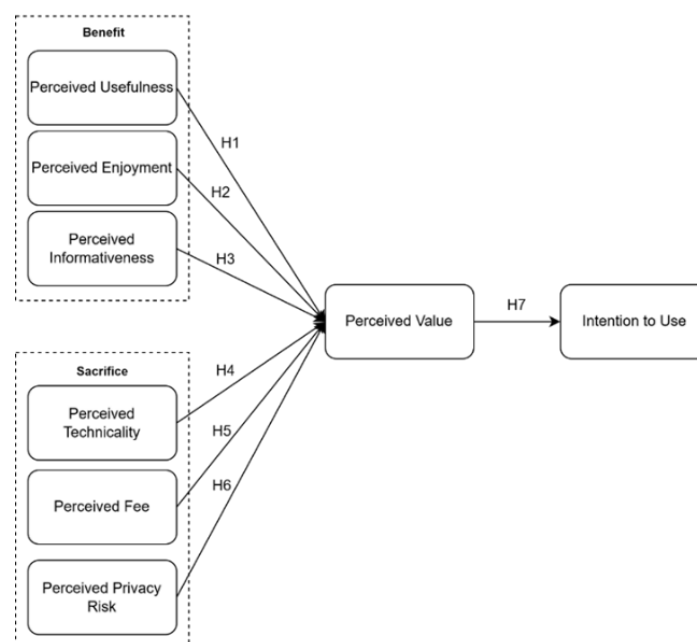 Benefit
Perceived Usefulness
H1
Perceived Enjoyment
H2
Perceived
Informativeness
H3
Perceived Value
H7
Intention to Use
Sacrifice
H4
Perceived
Technicality
H5
Perceived Fee
H6
Perceived Privacy
Risk